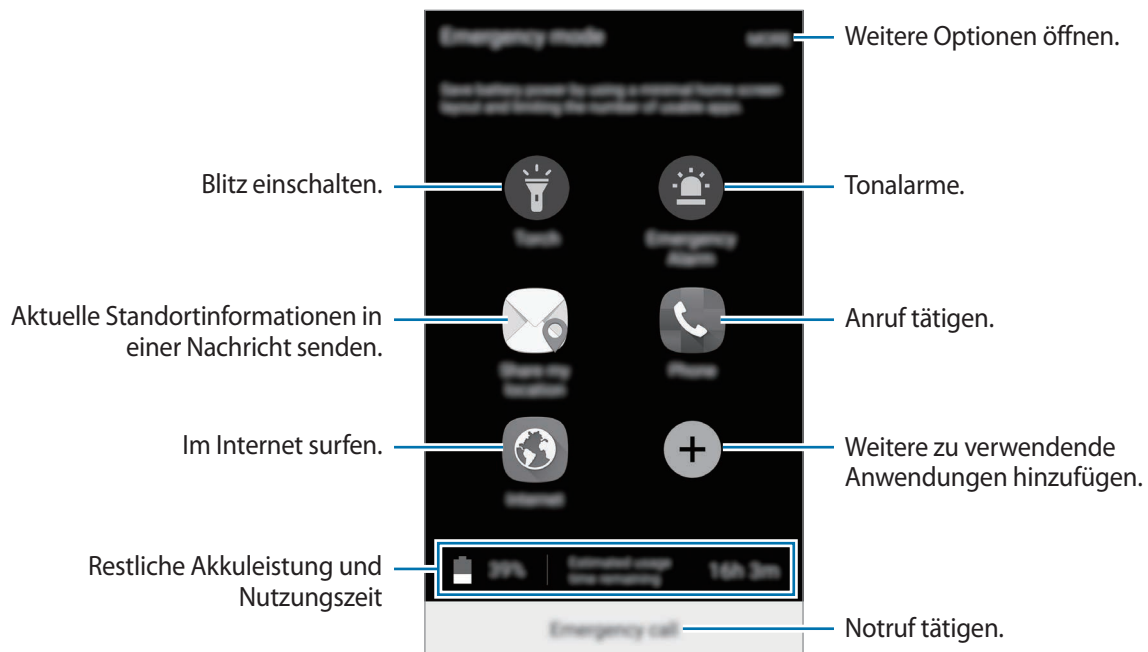 Emergency mode
MORE
Weitere Optionen öffnen.
Save battery power by using a minimal home screen
layout and limiting the number of usable apps.
Blitz einschalten.
Tonalarme.
Torch
Emergency
Alarm
Aktuelle Standortinformationen in
einer Nachricht senden.
Anruf tätigen.
Share my
location
Phone
Im Internet surfen.
Weitere zu verwendende
Anwendungen hinzufügen.
Internet
Restliche Akkuleistung und
Nutzungszeit
39%
Estimated usage
time remaining
16h 3m
Emergency call
Notruf tätigen.